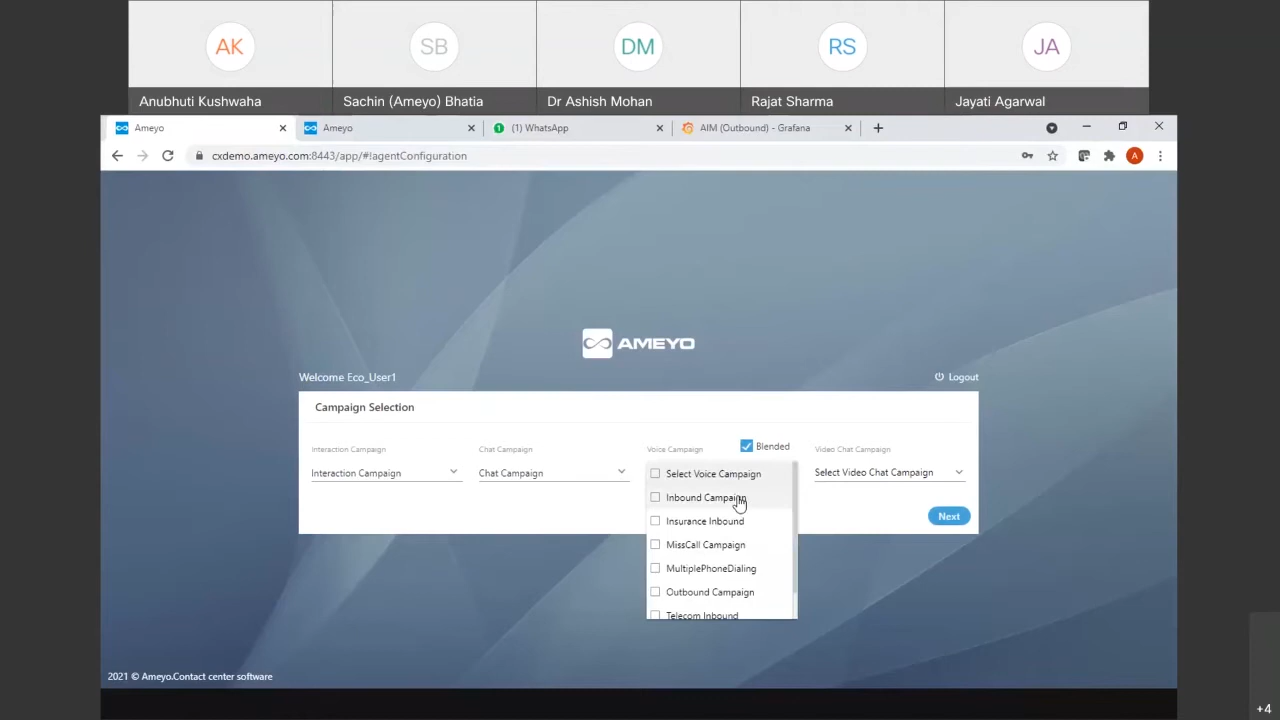 AK
SB
DM
RS
JA
Anubhuti Kushwaha
Sachin (Ameyo) Bhatia
Dr Ashish Mohan
Rajat Sharma
Jayati Agarwal
Ameyo
Ameyo
1 (1) WhatsApp
AIM (Outbound) - Grafana
cxdemo.ameyo.com:8443/app/#!agentConfiguration
A
AMEYO
Welcome Eco_User1
Logout
Campaign Selection
Interaction Campaign
Chat Campaign
Voice Campaign
Blended
Video Chat Campaign
Interaction Campaign
Chat Campaign
Select Voice Campaign
Select Video Chat Campaign
Inbound Campaign
Insurance Inbound
Next
MissCall Campaign
MultiplePhoneDialing
Outbound Campaign
Telecom Inbound
2021 © Ameyo.Contact center software
+4